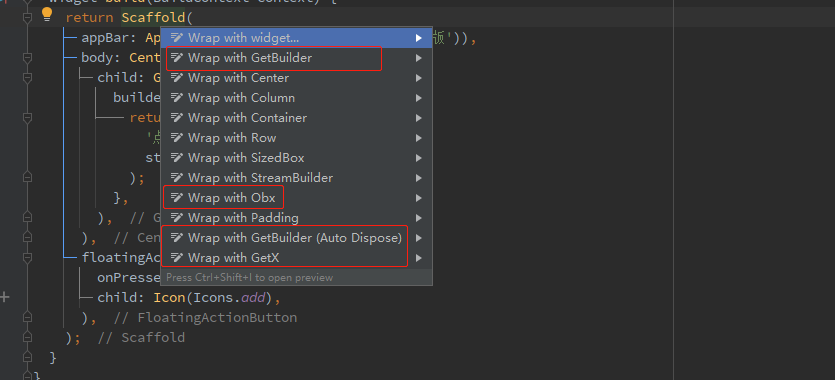 Widget build(BuildContext context) {
return Scaffold(
appBar: Ap 版')),
Wrap with widget...
body: Cent
Wrap with GetBuilder
child: G
Wrap with Center
builde
Wrap with Column
Wrap with Container
retu
Wrap with Row
'点
Wrap with SizedBox
st
Wrap with StreamBuilder
);
Wrap with Obx
},
Wrap with Padding
), // G
Wrap with GetBuilder (Auto Dispose)
), // Cen
Wrap with GetX
floatingAc
Press Ctrl+Shift+I to open preview
onPresse
child: Icon(Icons.add),
), // FloatingActionButton
); // Scaffold
}
}